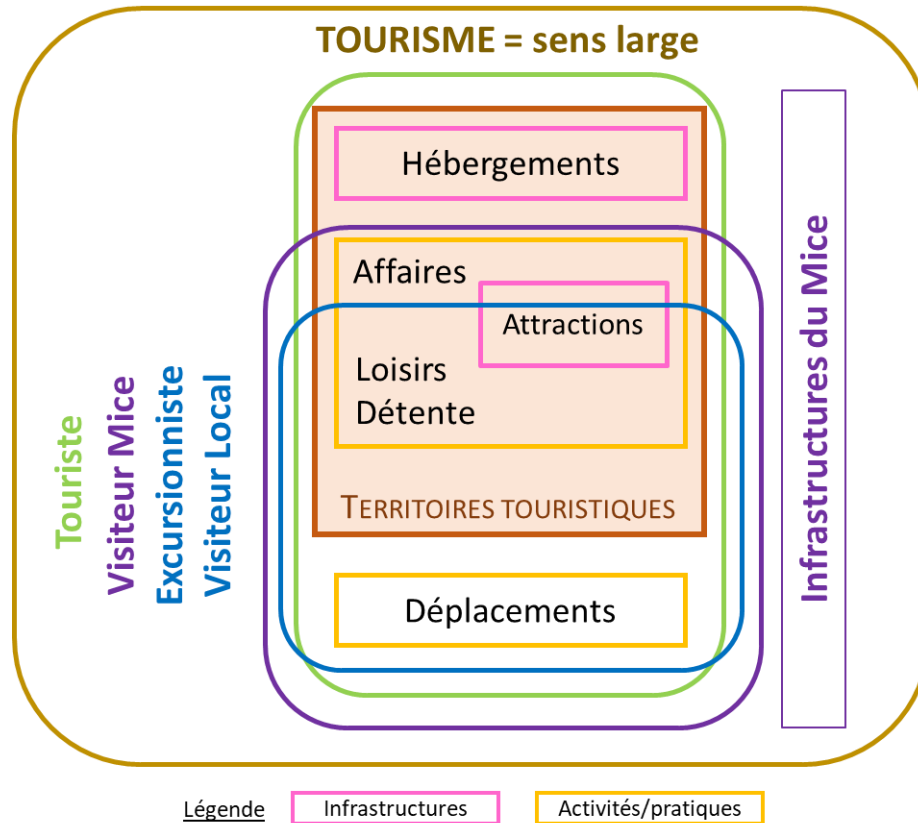 TOURISME = sens large
Hébergements
Affaires
Attractions
Loisirs
Détente
TERRITOIRES TOURISTIQUES
Déplacements
Touriste
Visiteur Mice
Excursionniste
Visiteur Local
Infrastructures du Mice
Légende
Infrastructures
Activités/pratiques